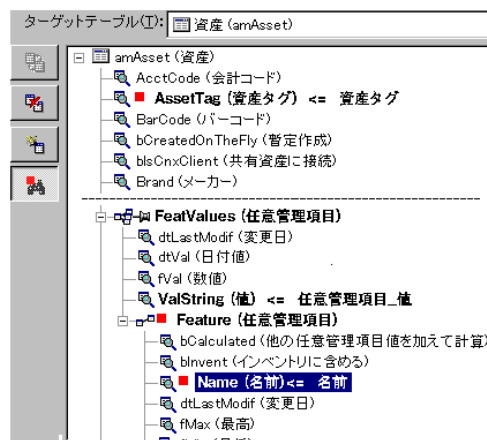 ターゲットテーブル(T): 資産 (amAsset)
amAsset (資産)
AcctCode (会計コード)
AssetTag (資産タグ) <= 資産タグ
BarCode (バーコード)
bCreatedOnTheFly (暫定作成)
bIsCnxClient (共有資産に接続)
Brand (メーカー)
FeatValues (任意管理項目)
dtLastModif (変更日)
dtVal (日付値)
fVal (数値)
ValString (値) <= 任意管理項目_値
Feature (任意管理項目)
bCalculated (他の任意管理項目値を加えて計算)
bInvent (インベントリに含める)
Name (名前)<= 名前
dtLastModif (変更日)
fMax (最高)